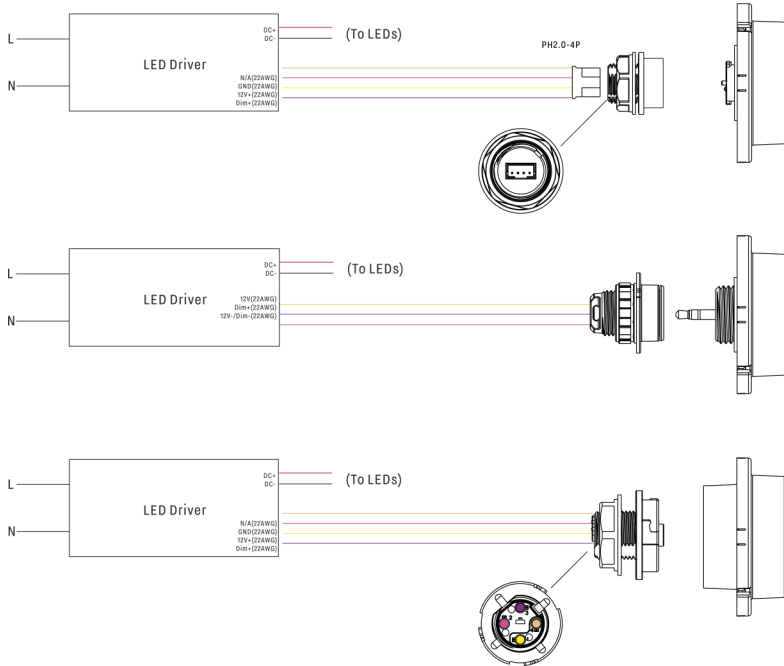 L
N
LED Driver
DC+
DC-
(To LEDs)
N/A(22AWG)
GND(22AWG)
12V+(22AWG)
Dim+(22AWG)
PH2.0-4P
L
N
LED Driver
DC+
DC-
(To LEDs)
12V(22AWG)
Dim+(22AWG)
12V-/Dim-(22AWG)
L
N
LED Driver
DC+
DC-
(To LEDs)
N/A(22AWG)
GND(22AWG)
12V+(22AWG)
Dim+(22AWG)
3
2